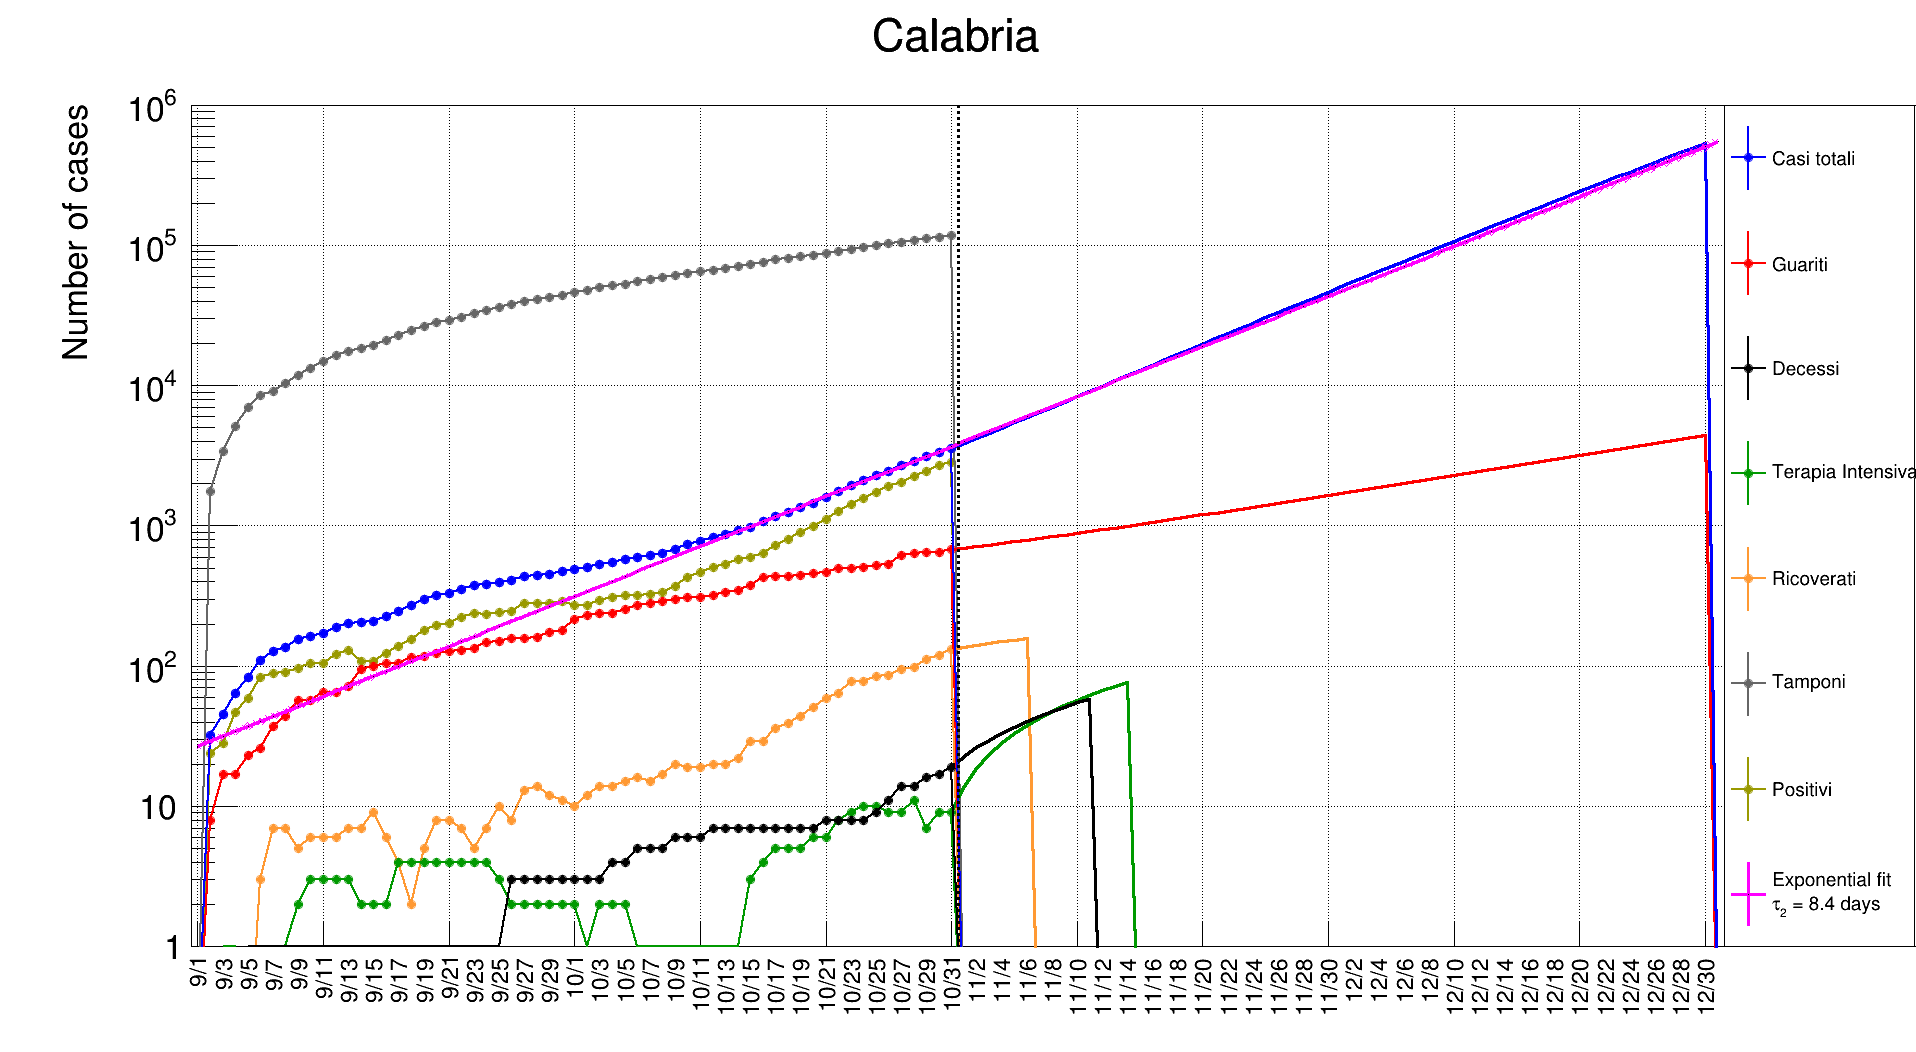 Calabria
Number of cases
10^6
10^5
10^4
10^3
10^2
10
1
9/1 9/3 9/5 9/7 9/9 9/11 9/13 9/15 9/17 9/19 9/21 9/23 9/25 9/27 9/29 10/1 10/3 10/5 10/7 10/9 10/11 10/13 10/15 10/17 10/19 10/21 10/23 10/25 10/27 10/29 10/31 11/2 11/4 11/6 11/8 11/10 11/12 11/14 11/16 11/18 11/20 11/22 11/24 11/26 11/28 11/30 12/2 12/4 12/6 12/8 12/10 12/12 12/14 12/16 12/18 12/20 12/22 12/24 12/26 12/28 12/30
Casi totali
Guariti
Decessi
Terapia Intensiva
Ricoverati
Tamponi
Positivi
Exponential fit
τ₂ = 8.4 days